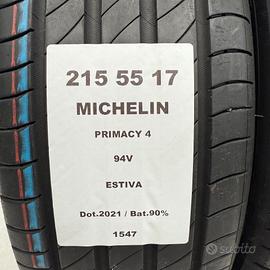 215 55 17
MICHELIN
PRIMACY 4
94V
ESTIVA
Dot.2021 / Bat.90%
1547
subito